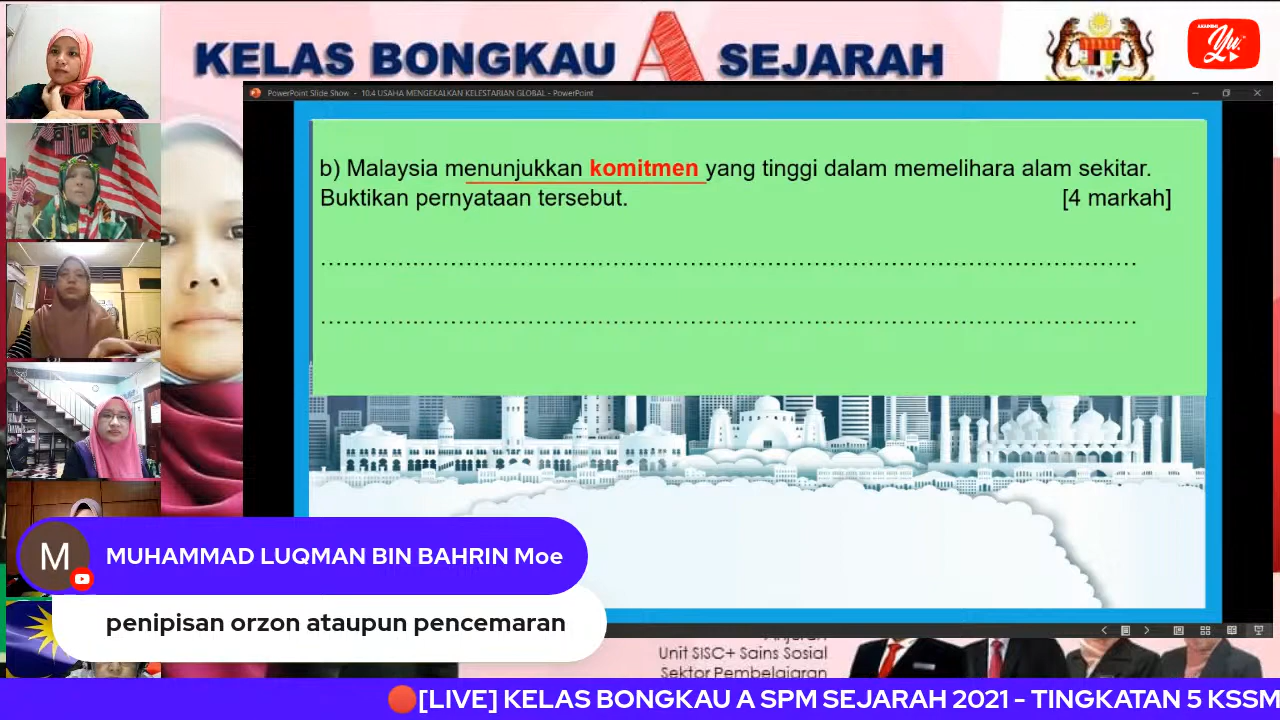 KELAS BONGKAU A SEJARAH
AKADEMI
Yu
PowerPoint Slide Show - 10.4 USAHA MENGEKALKAN KELESTARIAN GLOBAL - PowerPoint
b) Malaysia menunjukkan komitmen yang tinggi dalam memelihara alam sekitar.
Buktikan pernyataan tersebut. [4 markah]
................................................................................................................
................................................................................................................
M
MUHAMMAD LUQMAN BIN BAHRIN Moe
penipisan orzon ataupun pencemaran
Anjuran
Unit SISC+ Sains Sosial
Sektor Pembelajaran
🔴[LIVE] KELAS BONGKAU A SPM SEJARAH 2021 - TINGKATAN 5 KSSM